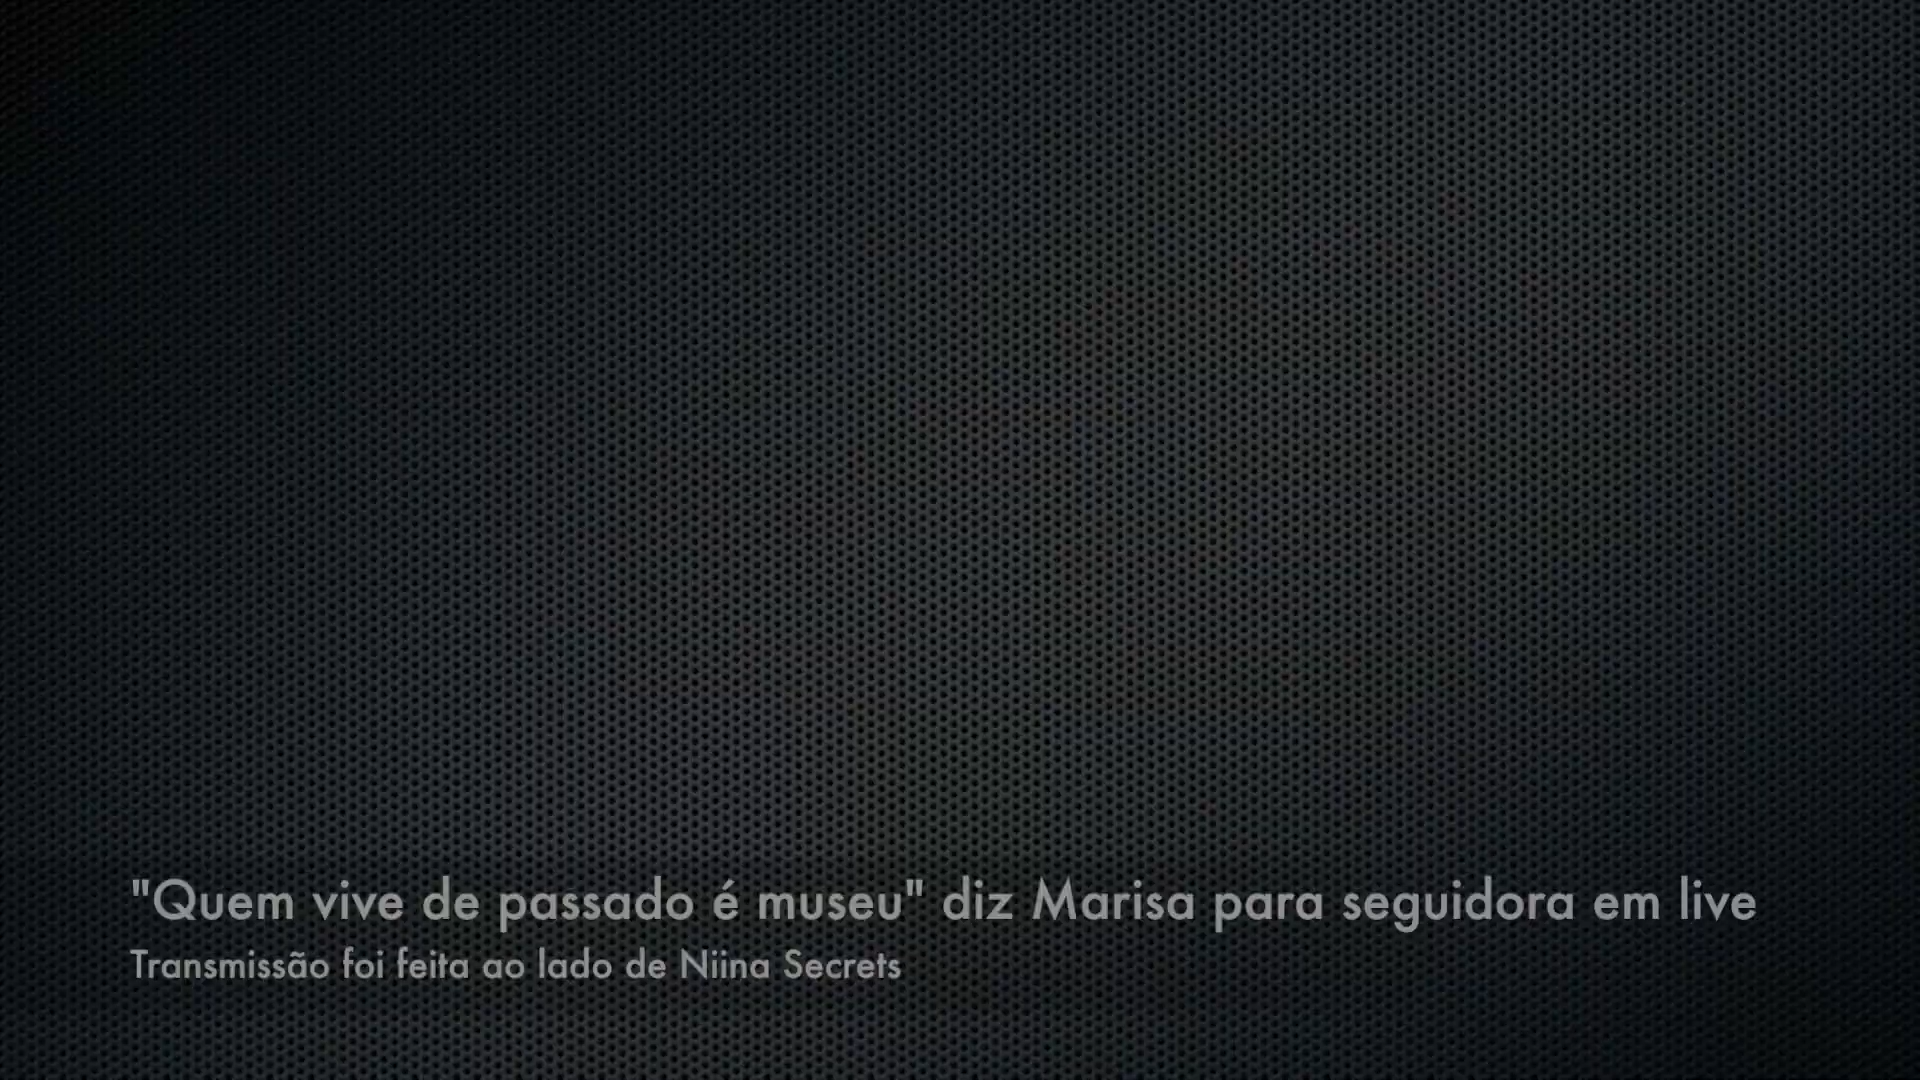 "Quem vive de passado é museu" diz Marisa para seguidora em live
Transmissão foi feita ao lado de Niina Secrets